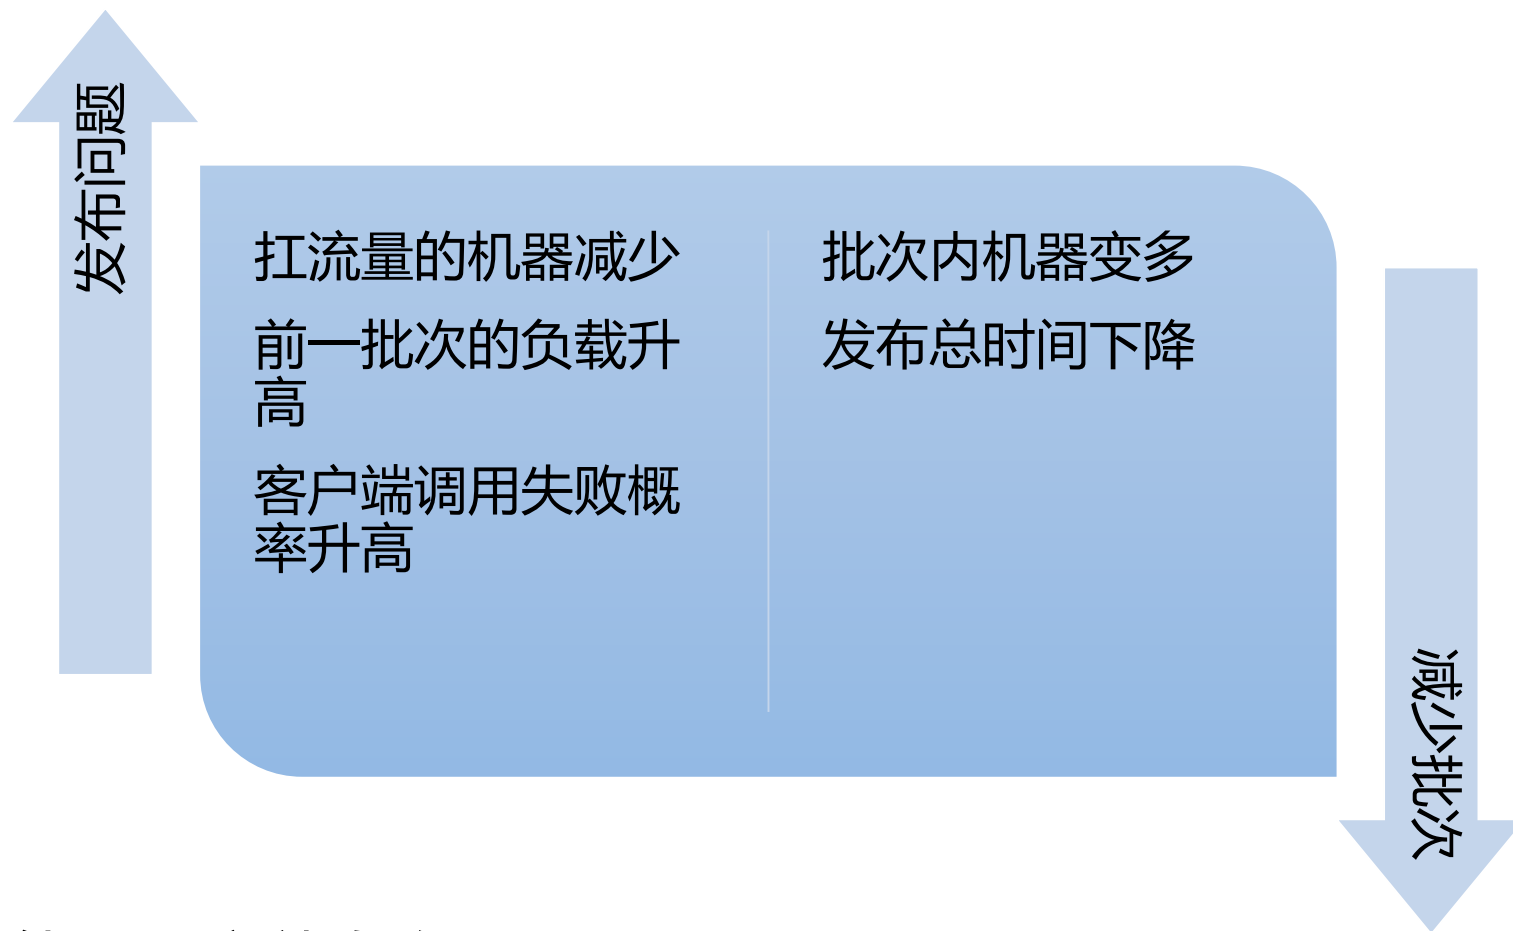 发布问题
扛流量的机器减少
前一批次的负载升
高
客户端调用失败概
率升高
批次内机器变多
发布总时间下降
减少批次